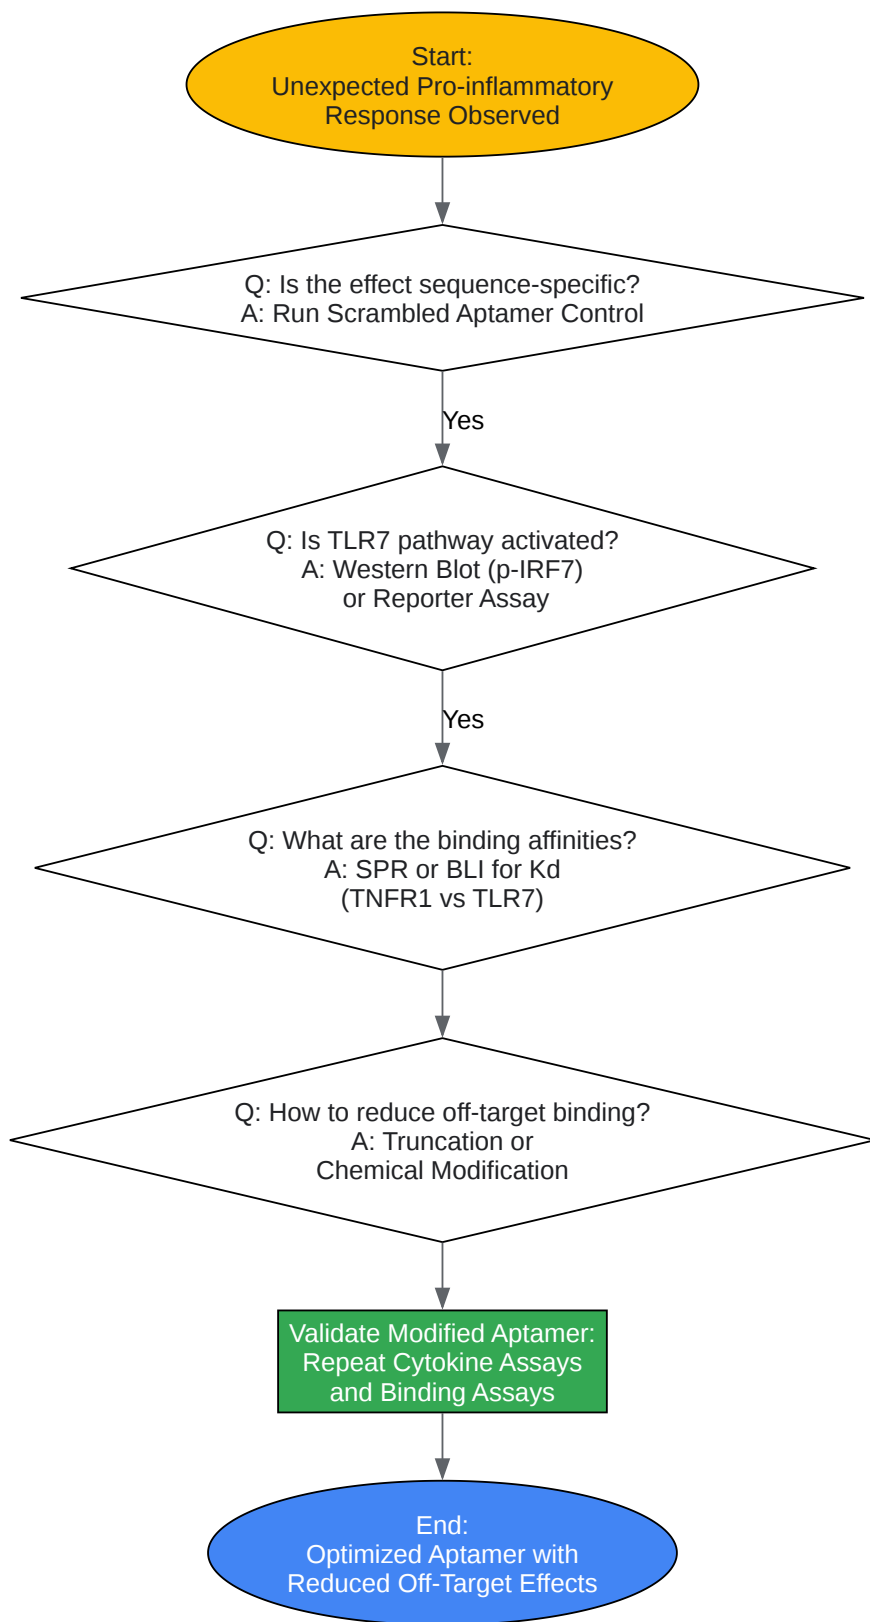 Start:
Unexpected Pro-inflammatory
Response Observed
Q: Is the effect sequence-specific?
A: Run Scrambled Aptamer Control
Yes
Q: Is TLR7 pathway activated?
A: Western Blot (p-IRF7)
or Reporter Assay
Yes
Q: What are the binding affinities?
A: SPR or BLI for Kd
(TNFR1 vs TLR7)
Q: How to reduce off-target binding?
A: Truncation or
Chemical Modification
Validate Modified Aptamer:
Repeat Cytokine Assays
and Binding Assays
End:
Optimized Aptamer with
Reduced Off-Target Effects